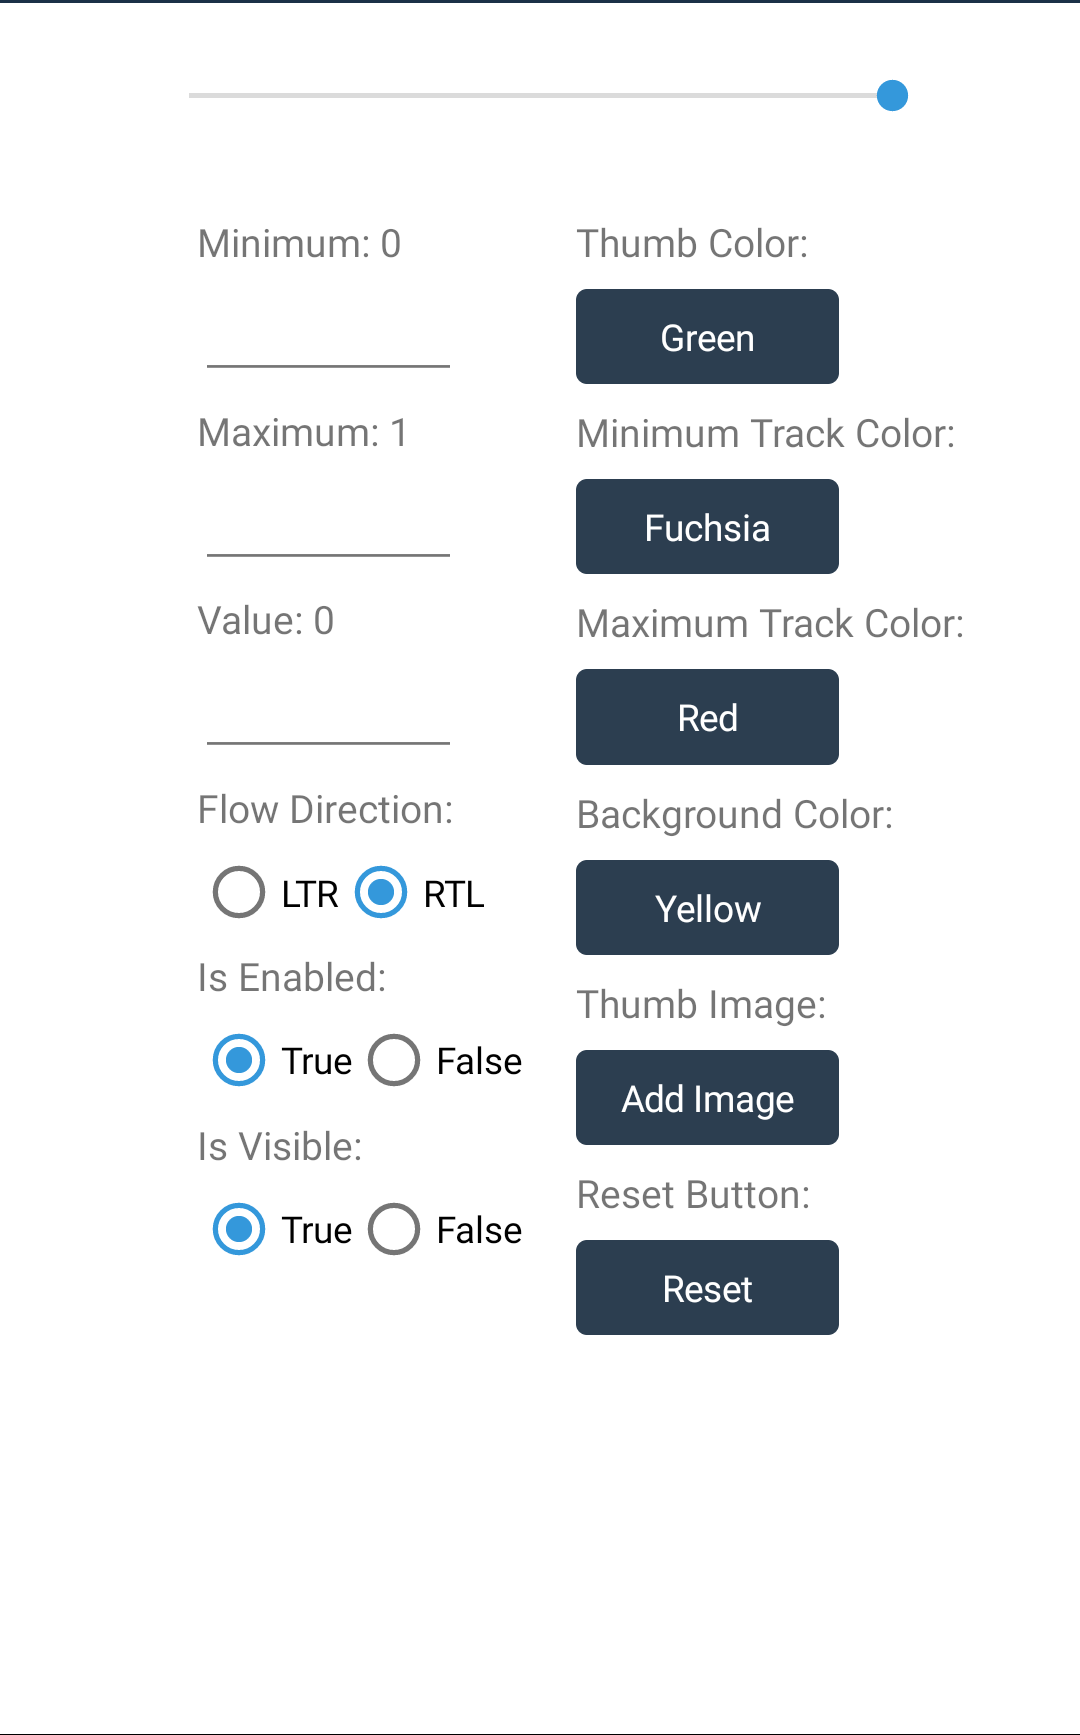 Minimum: 0
Maximum: 1
Value: 0
Flow Direction:
LTR RTL
Is Enabled:
True False
Is Visible:
True False
Thumb Color:
Green
Minimum Track Color:
Fuchsia
Maximum Track Color:
Red
Background Color:
Yellow
Thumb Image:
Add Image
Reset Button:
Reset